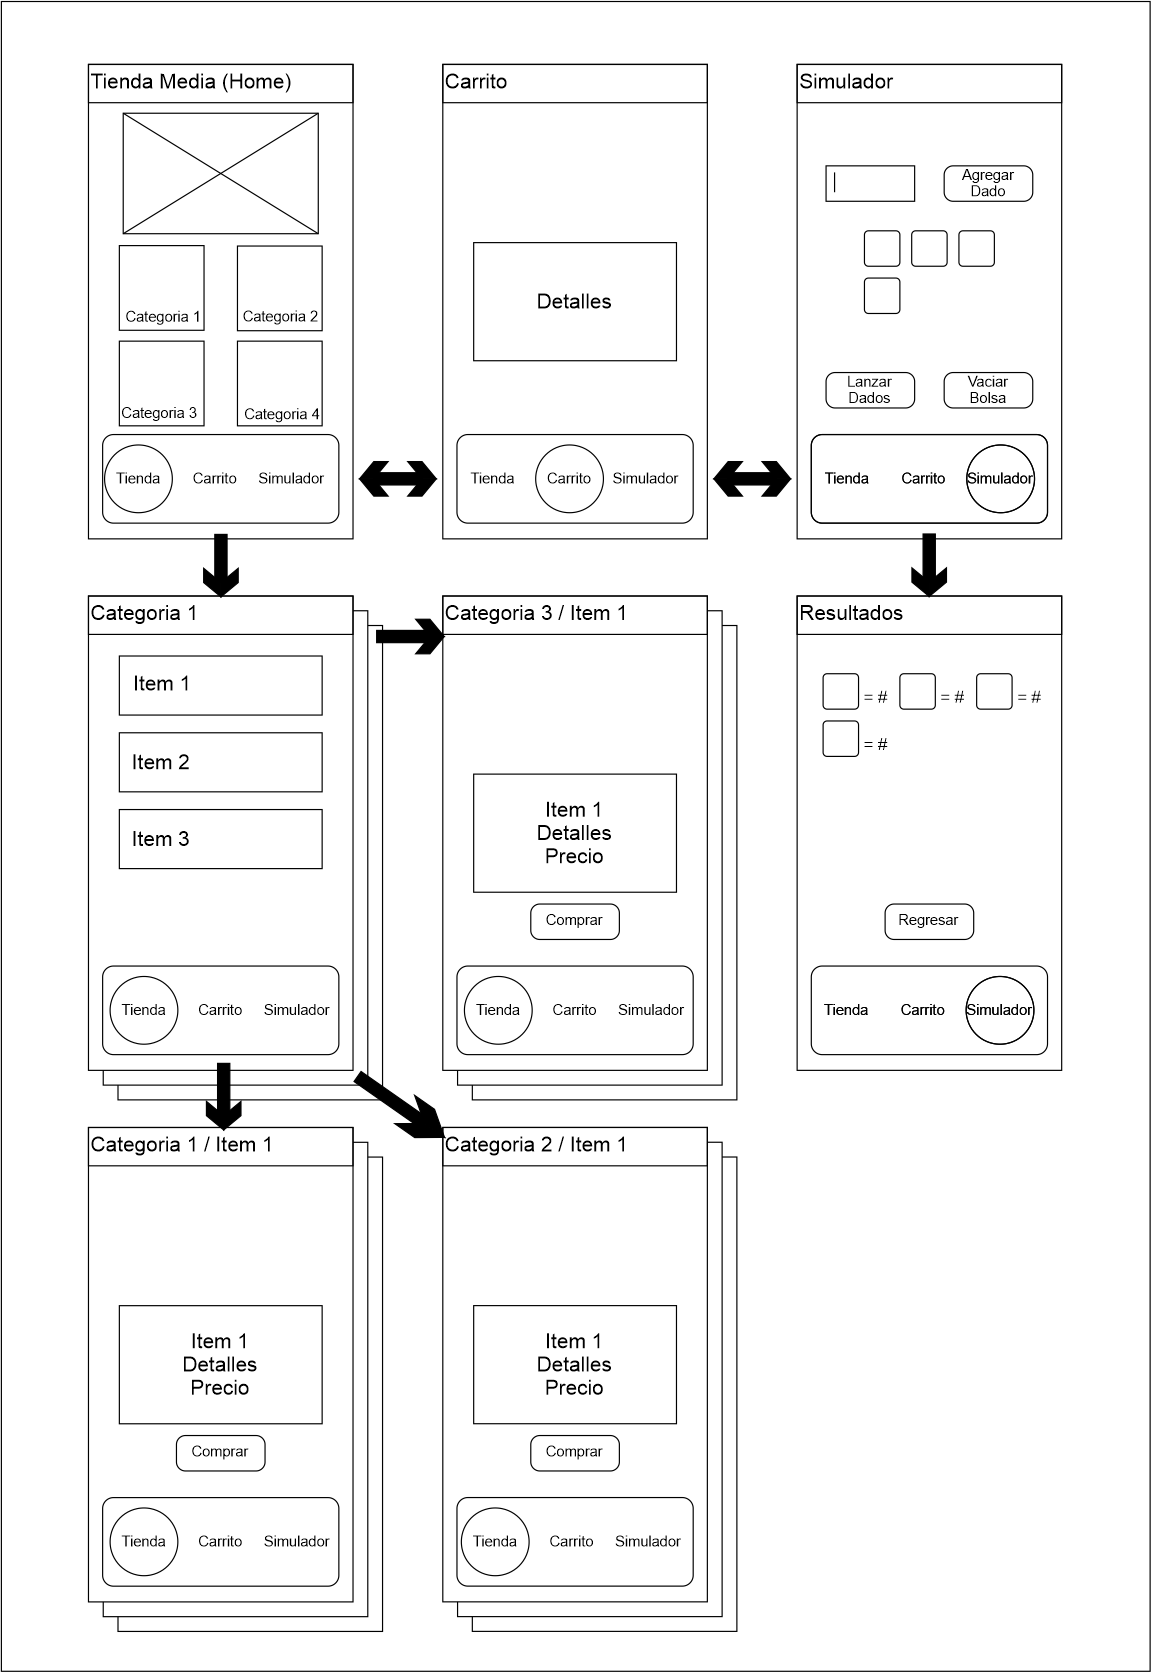 Tienda Media (Home)
Categoria 1
Categoria 2
Categoria 3
Categoria 4
Tienda Carrito Simulador
Carrito
Detalles
Tienda Carrito Simulador
Simulador
Agregar
Dado
Lanzar
Dados
Vaciar
Bolsa
Tienda Carrito Simulador
Categoria 1
Item 1
Item 2
Item 3
Tienda Carrito Simulador
Categoria 3 / Item 1
Item 1
Detalles
Precio
Comprar
Tienda Carrito Simulador
Resultados
= # = # = #
= #
Regresar
Tienda Carrito Simulador
Categoria 1 / Item 1
Item 1
Detalles
Precio
Comprar
Tienda Carrito Simulador
Categoria 2 / Item 1
Item 1
Detalles
Precio
Comprar
Tienda Carrito Simulador